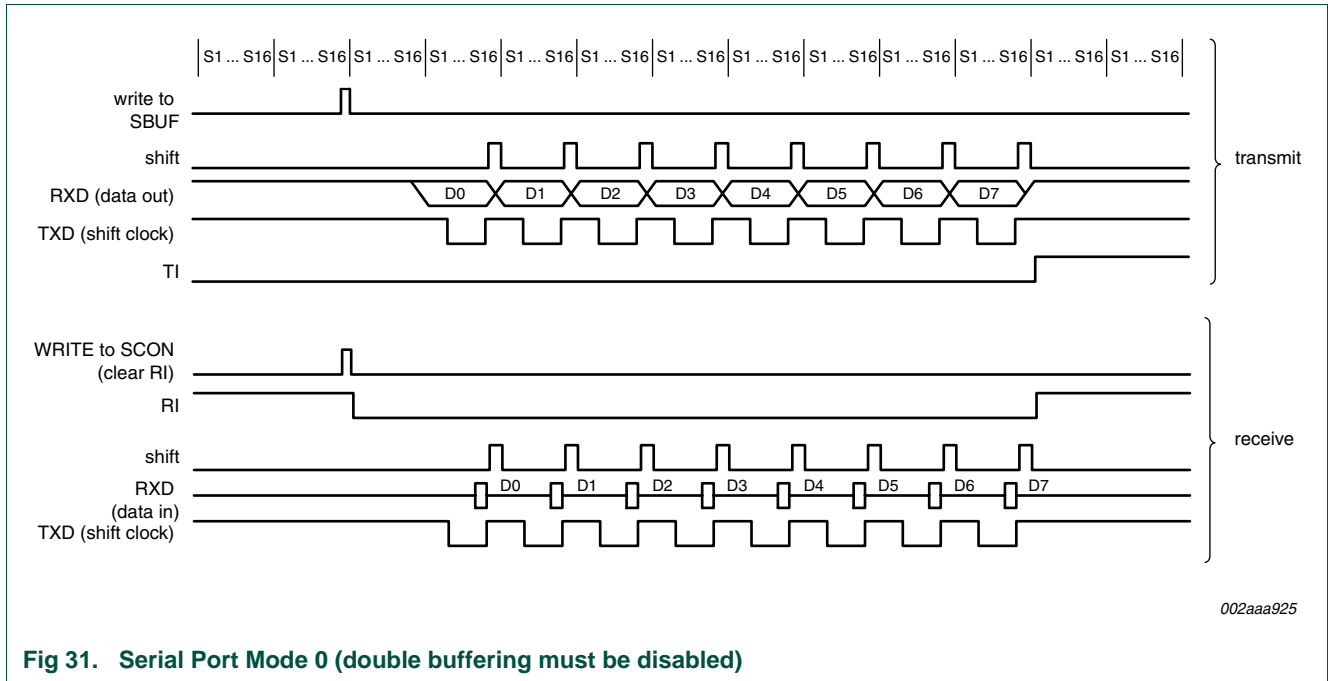 S1 ... S16 S1 ... S16 S1 ... S16 S1 ... S16 S1 ... S16 S1 ... S16 S1 ... S16 S1 ... S16 S1 ... S16 S1 ... S16 S1 ... S16 S1 ... S16 S1 ... S16
write to
SBUF
shift
transmit
RXD (data out)
D0 D1 D2 D3 D4 D5 D6 D7
TXD (shift clock)
TI
WRITE to SCON
(clear RI)
RI
receive
shift
RXD
(data in)
D0 D1 D2 D3 D4 D5 D6 D7
TXD (shift clock)
002aaa925
Fig 31. Serial Port Mode 0 (double buffering must be disabled)